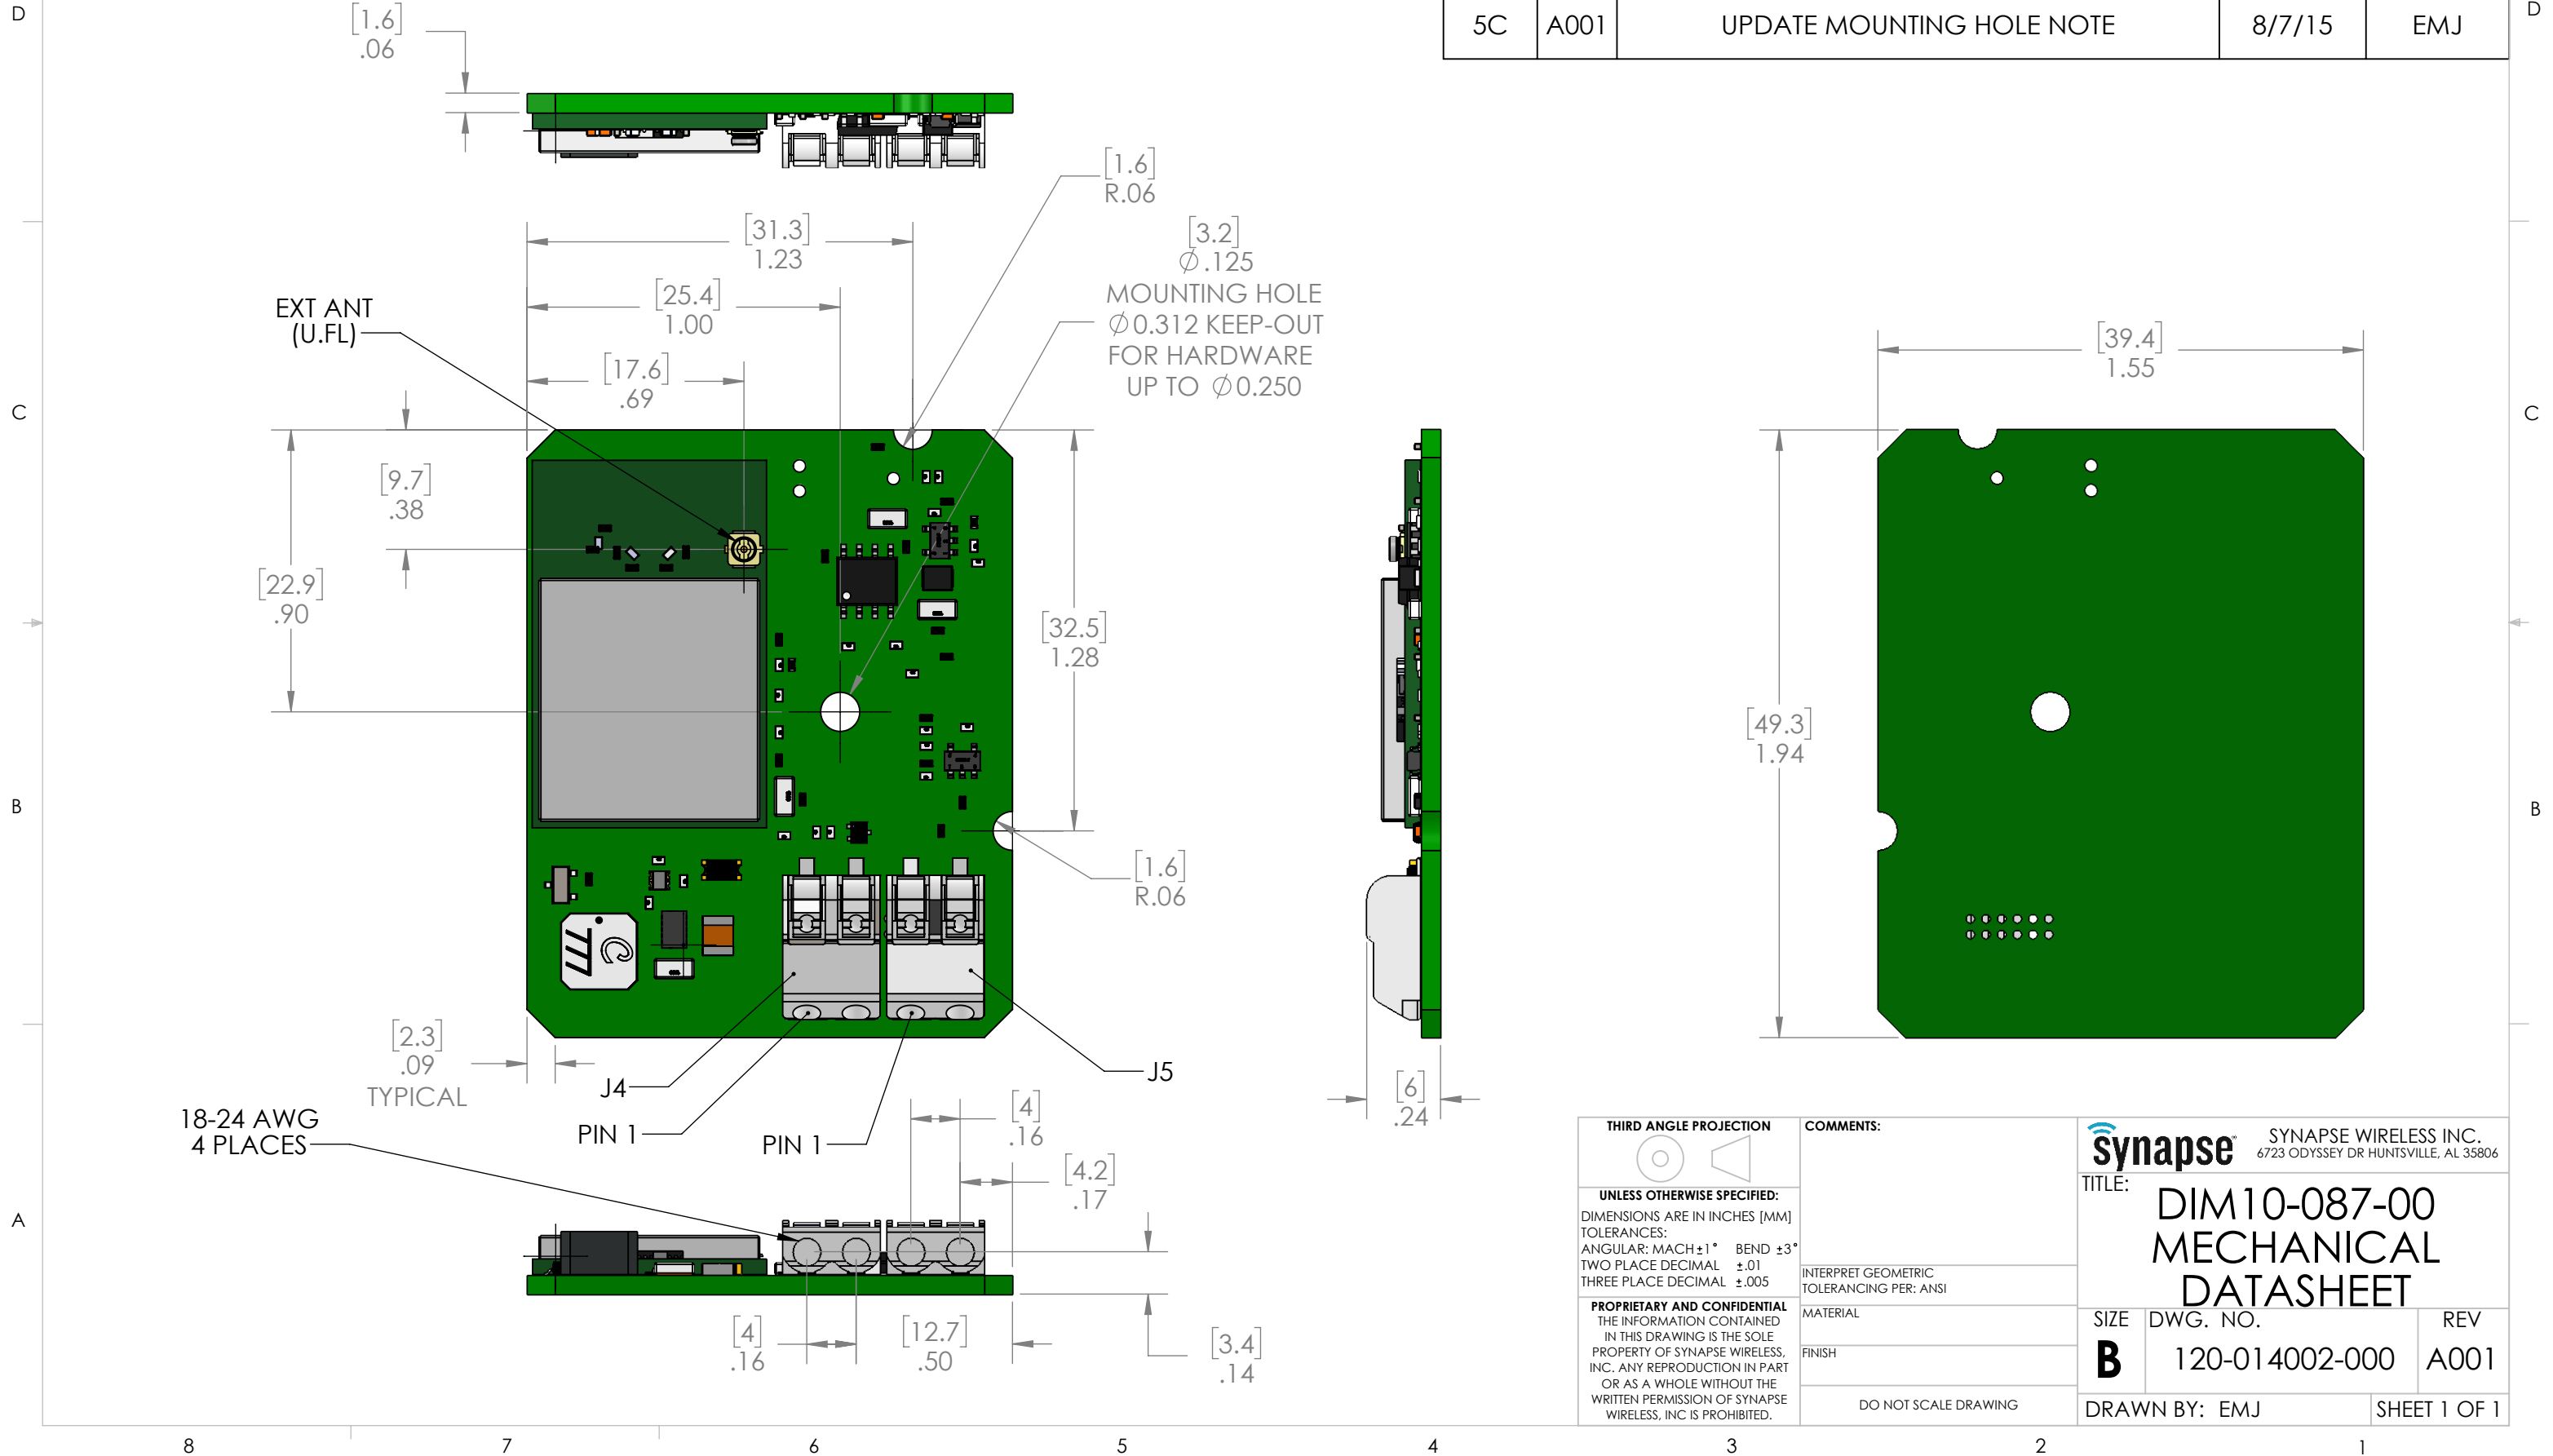 D
D
5C A001 UPDATE MOUNTING HOLE NOTE 8/7/15 EMJ
[1.6]
.06
[1.6]
R.06
[31.3]
1.23
[3.2]
∅.125
MOUNTING HOLE
∅0.312 KEEP-OUT
FOR HARDWARE
UP TO ∅0.250
[25.4]
1.00
EXT ANT
(U.FL)
[17.6]
.69
[39.4]
1.55
C
C
[9.7]
.38
[22.9]
.90
[32.5]
1.28
[49.3]
1.94
B
B
[1.6]
R.06
C
777
[2.3]
.09
TYPICAL
J4
J5
PIN 1
PIN 1
18-24 AWG
4 PLACES
[4]
.16
[4.2]
.17
[6]
.24
A
[4]
.16
[12.7]
.50
[3.4]
.14
THIRD ANGLE PROJECTION
UNLESS OTHERWISE SPECIFIED:
DIMENSIONS ARE IN INCHES [MM]
TOLERANCES:
ANGULAR: MACH±1° BEND ±3°
TWO PLACE DECIMAL ±.01
THREE PLACE DECIMAL ±.005
PROPRIETARY AND CONFIDENTIAL
THE INFORMATION CONTAINED
IN THIS DRAWING IS THE SOLE
PROPERTY OF SYNAPSE WIRELESS,
INC. ANY REPRODUCTION IN PART
OR AS A WHOLE WITHOUT THE
WRITTEN PERMISSION OF SYNAPSE
WIRELESS, INC IS PROHIBITED.
COMMENTS:
INTERPRET GEOMETRIC
TOLERANCING PER: ANSI
MATERIAL
FINISH
DO NOT SCALE DRAWING
synapse
SYNAPSE WIRELESS INC.
6723 ODYSSEY DR HUNTSVILLE, AL 35806
TITLE:
DIM10-087-00
MECHANICAL
DATASHEET
SIZE DWG. NO. REV
B 120-014002-000 A001
DRAWN BY: EMJ SHEET 1 OF 1
8 7 6 5 4 3 2 1